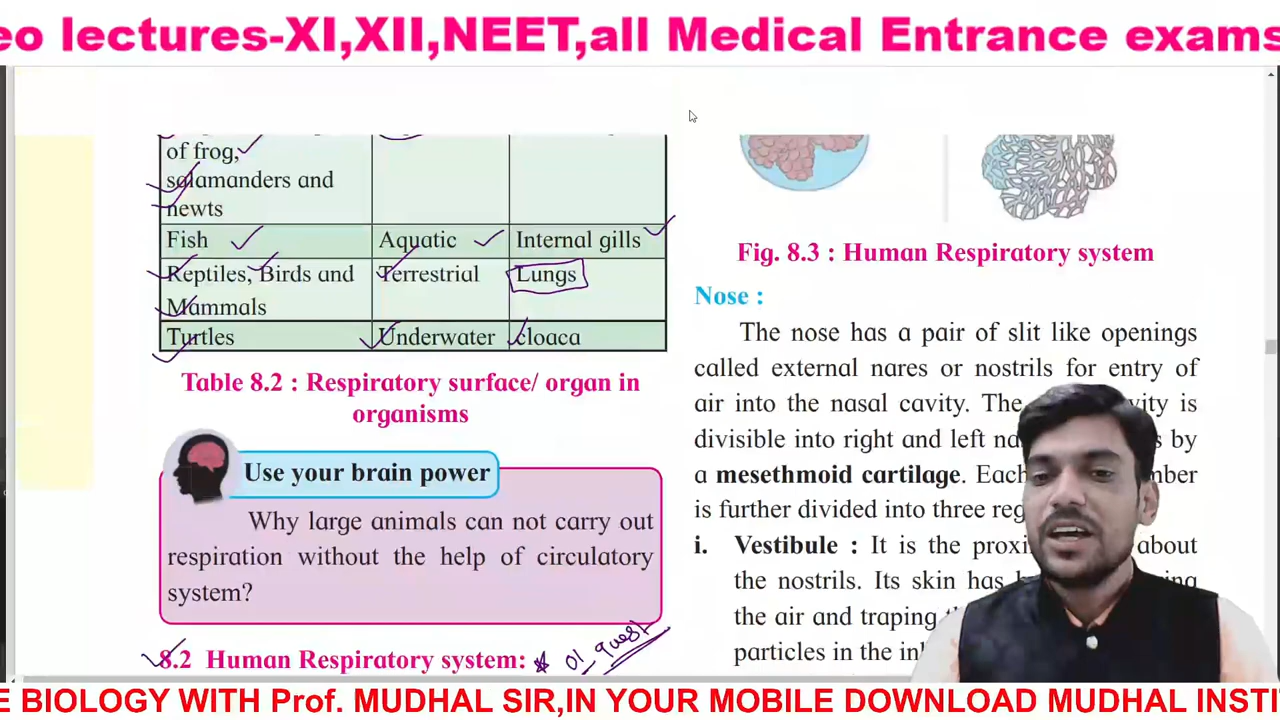 eo lectures-XI,XII,NEET,all Medical Entrance exams
of frog,
salamanders and
newts
Fish Aquatic Internal gills
Reptiles, Birds and Terrestrial Lungs
Mammals
Turtles Underwater cloaca
Table 8.2 : Respiratory surface/ organ in
organisms
Use your brain power
Why large animals can not carry out
respiration without the help of circulatory
system?
8.2 Human Respiratory system: 01 quest
Fig. 8.3 : Human Respiratory system
Nose :
The nose has a pair of slit like openings
called external nares or nostrils for entry of
air into the nasal cavity. The vity is
divisible into right and left na s by
a mesethmoid cartilage. Each mber
is further divided into three reg
i. Vestibule : It is the proxi about
the nostrils. Its skin has
the air and traping
particles in the in
E BIOLOGY WITH Prof. MUDHAL SIR,IN YOUR MOBILE DOWNLOAD MUDHAL INSTI